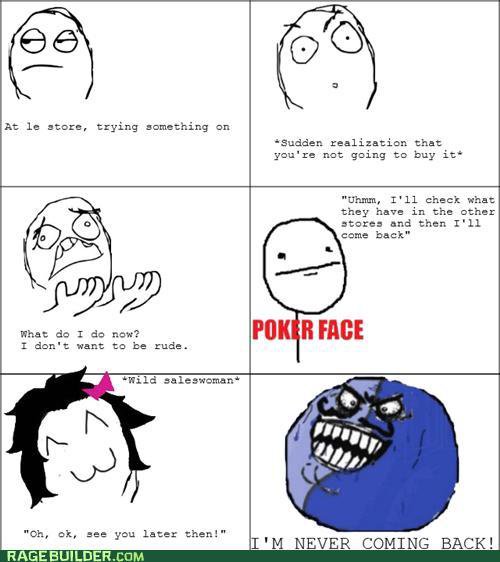 At le store, trying something on
*Sudden realization that
you're not going to buy it*
What do I do now?
I don't want to be rude.
"Uhmm, I'll check what
they have in the other
stores and then I'll
come back"
POKER FACE
*Wild saleswoman*
"Oh, ok, see you later then!"
I'M NEVER COMING BACK!
RAGEBUILDER.COM